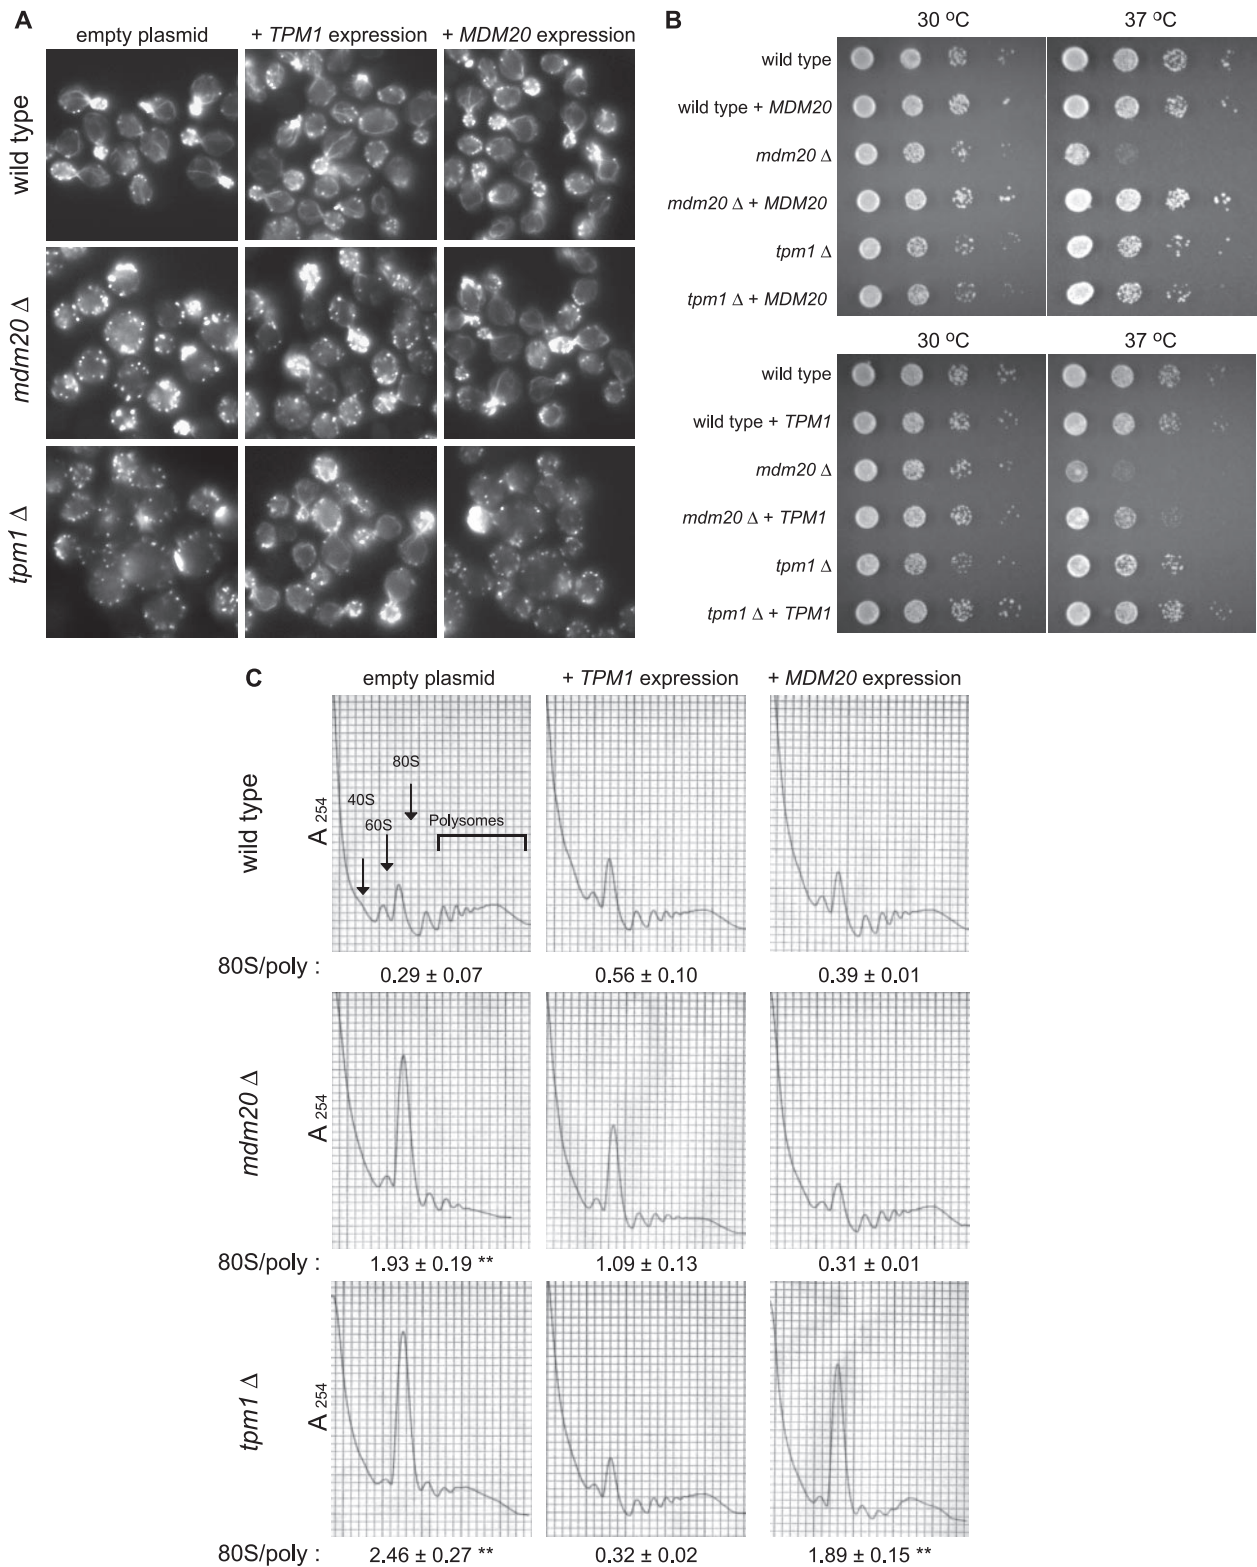 A
empty plasmid
+ TPM1 expression
+ MDM20 expression
wild type
mdm20 Δ
tpm1 Δ
B
30 ºC
37 ºC
wild type
wild type + MDM20
mdm20 Δ
mdm20 Δ + MDM20
tpm1 Δ
tpm1 Δ + MDM20
30 ºC
37 ºC
wild type
wild type + TPM1
mdm20 Δ
mdm20 Δ + TPM1
tpm1 Δ
tpm1 Δ + TPM1
C
empty plasmid
+ TPM1 expression
+ MDM20 expression
wild type
A 254
80S
40S
60S
Polysomes
80S/poly :
0.29 ± 0.07
0.56 ± 0.10
0.39 ± 0.01
mdm20 Δ
A 254
80S/poly :
1.93 ± 0.19 **
1.09 ± 0.13
0.31 ± 0.01
tpm1 Δ
A 254
80S/poly :
2.46 ± 0.27 **
0.32 ± 0.02
1.89 ± 0.15 **